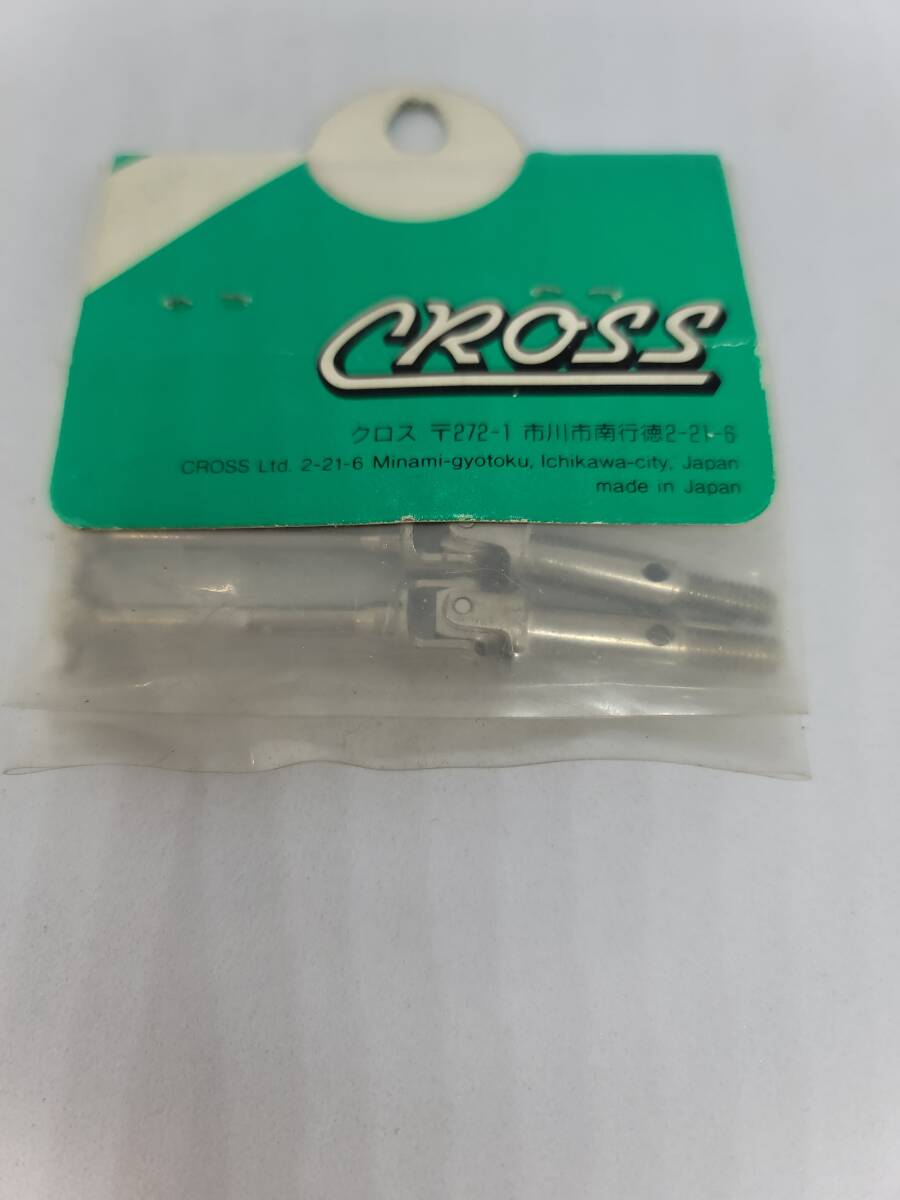 CROSS
クロス 〒272-1 市川市南行徳2-21-6
CROSS Ltd. 2-21-6 Minami-gyotoku, Ichikawa-city, Japan
made in Japan